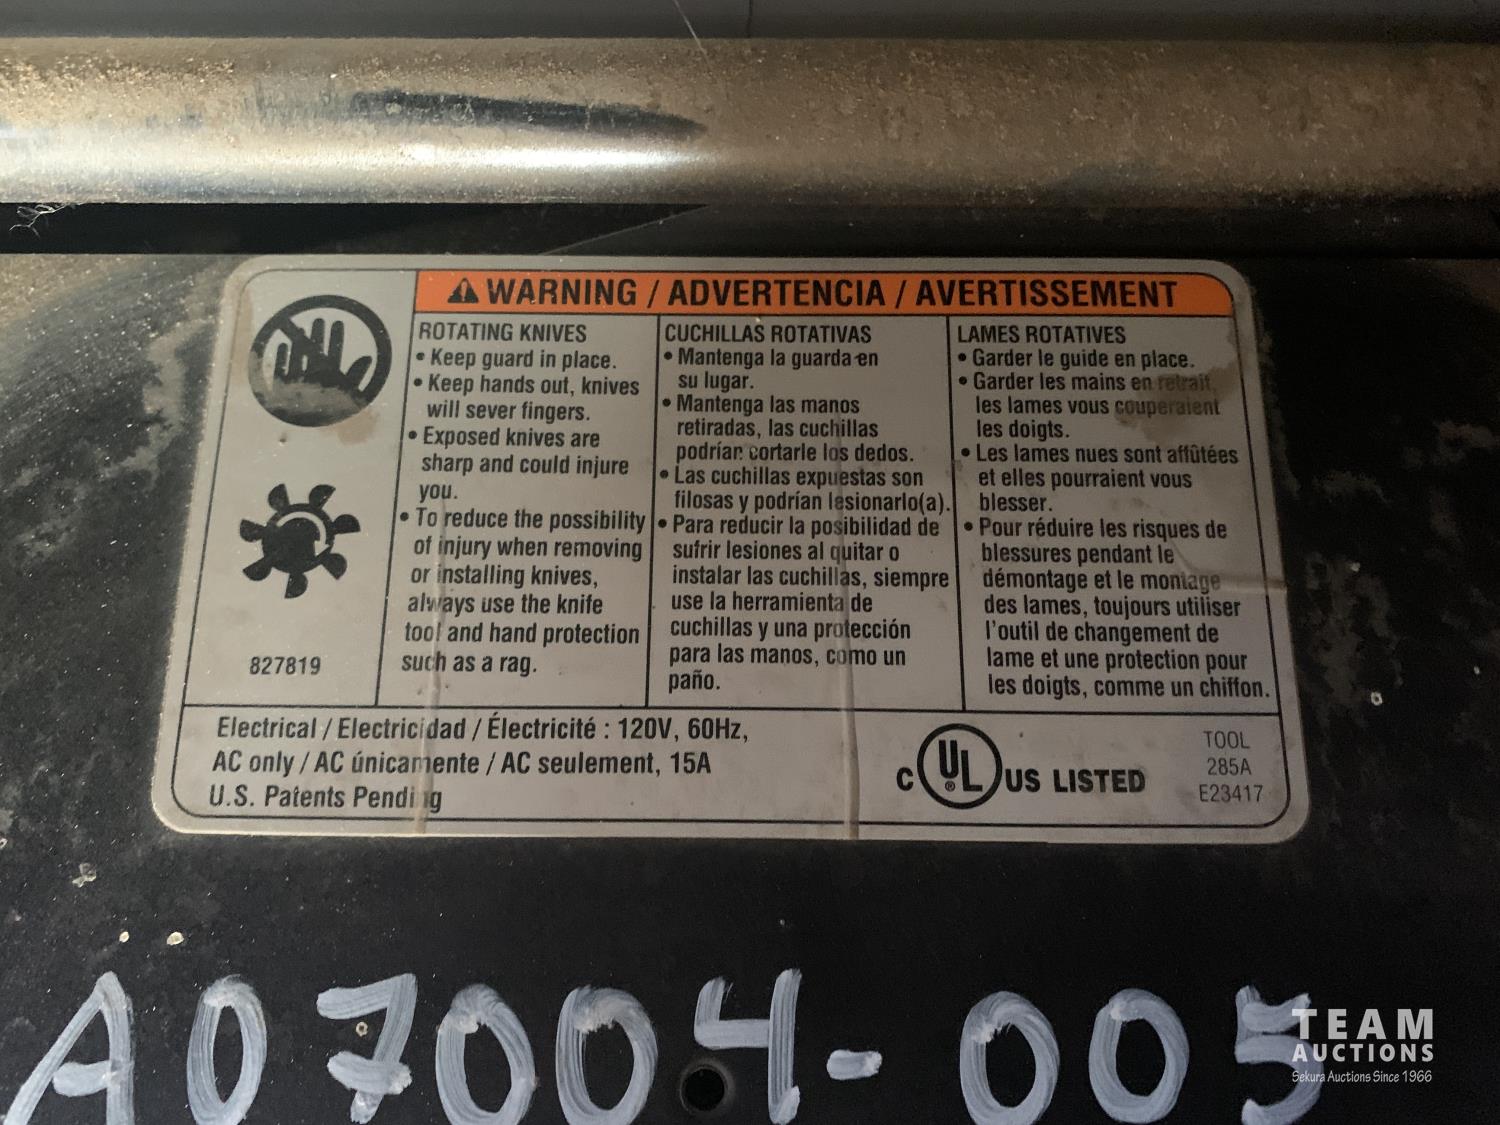 WARNING / ADVERTENCIA / AVERTISSEMENT
ROTATING KNIVES
• Keep guard in place.
• Keep hands out, knives
will sever fingers.
• Exposed knives are
sharp and could injure
you.
• To reduce the possibility
of injury when removing
or installing knives,
always use the knife
tool and hand protection
such as a rag.
CUCHILLAS ROTATIVAS
• Mantenga la guarda en
su lugar.
• Mantenga las manos
retiradas, las cuchillas
podrían cortarle los dedos.
• Las cuchillas expuestas son
filosas y podrían lesionarlo(a).
• Para reducir la posibilidad de
sufrir lesiones al quitar o
instalar las cuchillas, siempre
use la herramienta de
cuchillas y una protección
para las manos, como un
paño.
LAMES ROTATIVES
• Garder le guide en place.
• Garder les mains en retrait,
les lames vous couperaient
les doigts.
• Les lames nues sont affûtées
et elles pourraient vous
blesser.
• Pour réduire les risques de
blessures pendant le
démontage et le montage
des lames, toujours utiliser
l'outil de changement de
lame et une protection pour
les doigts, comme un chiffon.
827819
Electrical / Electricidad / Électricité : 120V, 60Hz,
AC only / AC únicamente / AC seulement, 15A
U.S. Patents Pending
C UL ® US LISTED
TOOL
285A
E23417
A07004-005
TEAM
AUCTIONS
Sekura Auctions Since 1966